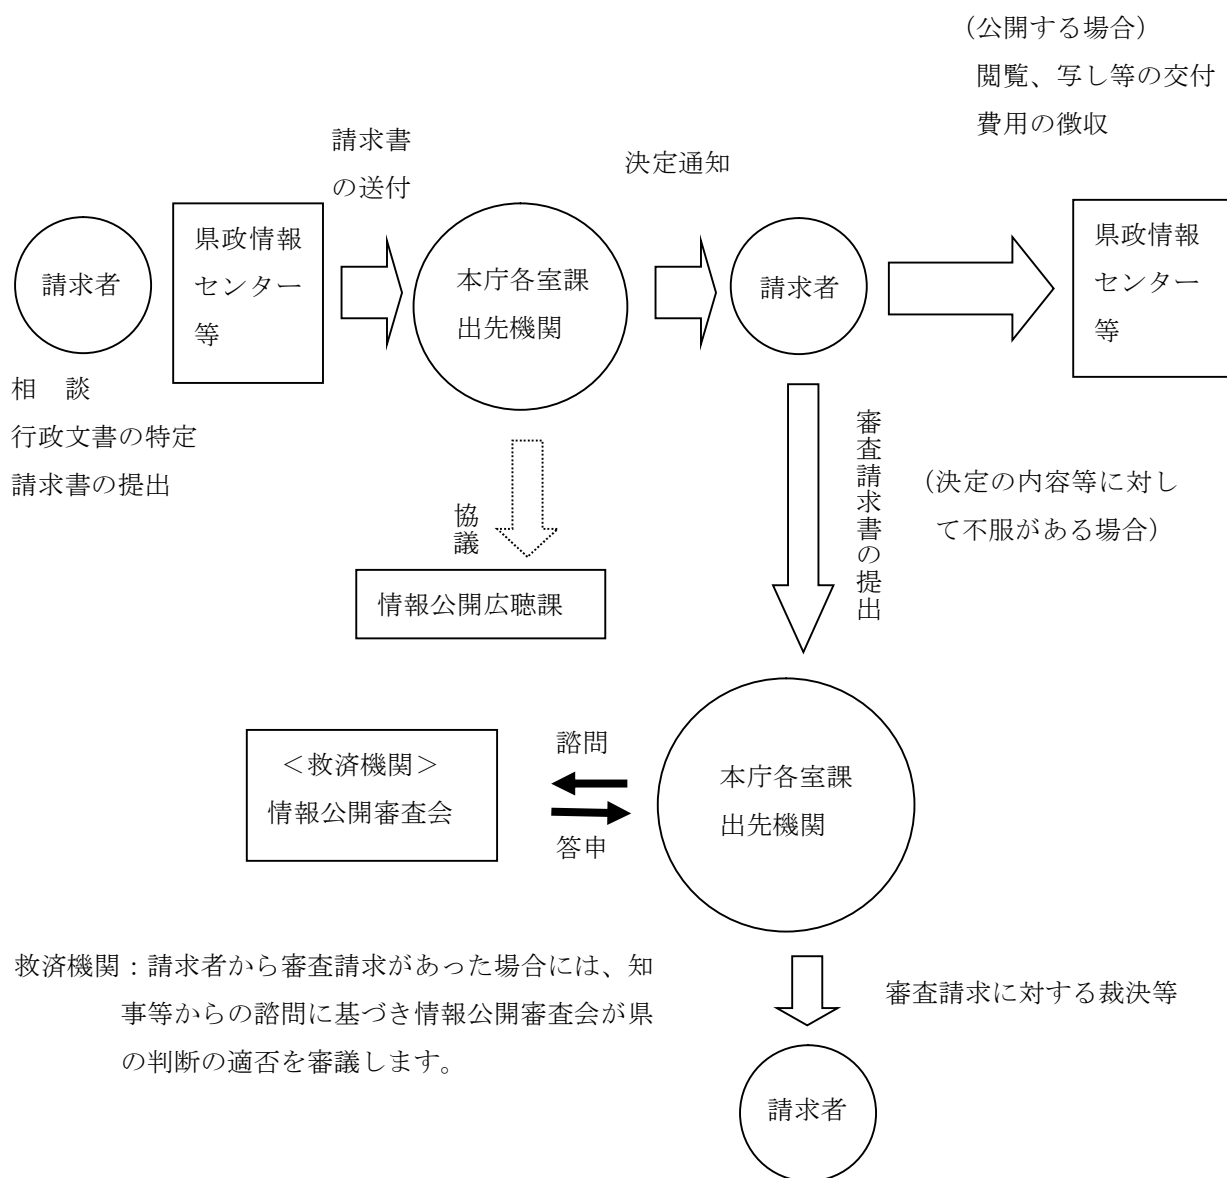 （公開する場合）
閲覧、写し等の交付
費用の徴収
請求書
の送付
決定通知
請求者
県政情報
センター
等
本庁各室課
出先機関
請求者
県政情報
センター
等
相　談
行政文書の特定
請求書の提出
協議
審査請求書の提出
（決定の内容等に対し
て不服がある場合）
情報公開広聴課
＜救済機関＞
情報公開審査会
諮問
答申
本庁各室課
出先機関
救済機関：請求者から審査請求があった場合には、知
事等からの諮問に基づき情報公開審査会が県
の判断の適否を審議します。
審査請求に対する裁決等
請求者